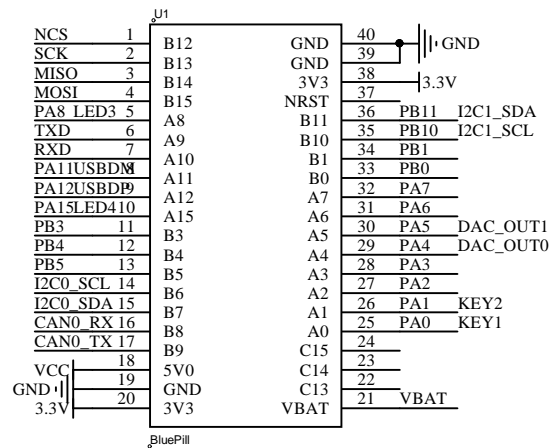 U1
NCS 1 B12 GND 40
SCK 2 B13 GND 39 GND
MISO 3 B14 3V3 38 3.3V
MOSI 4 B15 NRST 37
PA8 LED3 5 A8 B11 36 PB11 I2C1_SDA
TXD 6 A9 B10 35 PB10 I2C1_SCL
RXD 7 A10 B1 34 PB1
PA11USBDM 8 A11 B0 33 PB0
PA12USBDP 9 A12 A7 32 PA7
PA15LED4 10 A15 A6 31 PA6
PB3 11 B3 A5 30 PA5 DAC_OUT1
PB4 12 B4 A4 29 PA4 DAC_OUT0
PB5 13 B5 A3 28 PA3
I2C0_SCL 14 B6 A2 27 PA2
I2C0_SDA 15 B7 A1 26 PA1 KEY2
CAN0_RX 16 B8 A0 25 PA0 KEY1
CAN0_TX 17 B9 C15 24
VCC 18 5V0 C14 23
GND 19 GND C13 22
3.3V 20 3V3 VBAT 21 VBAT
BluePill